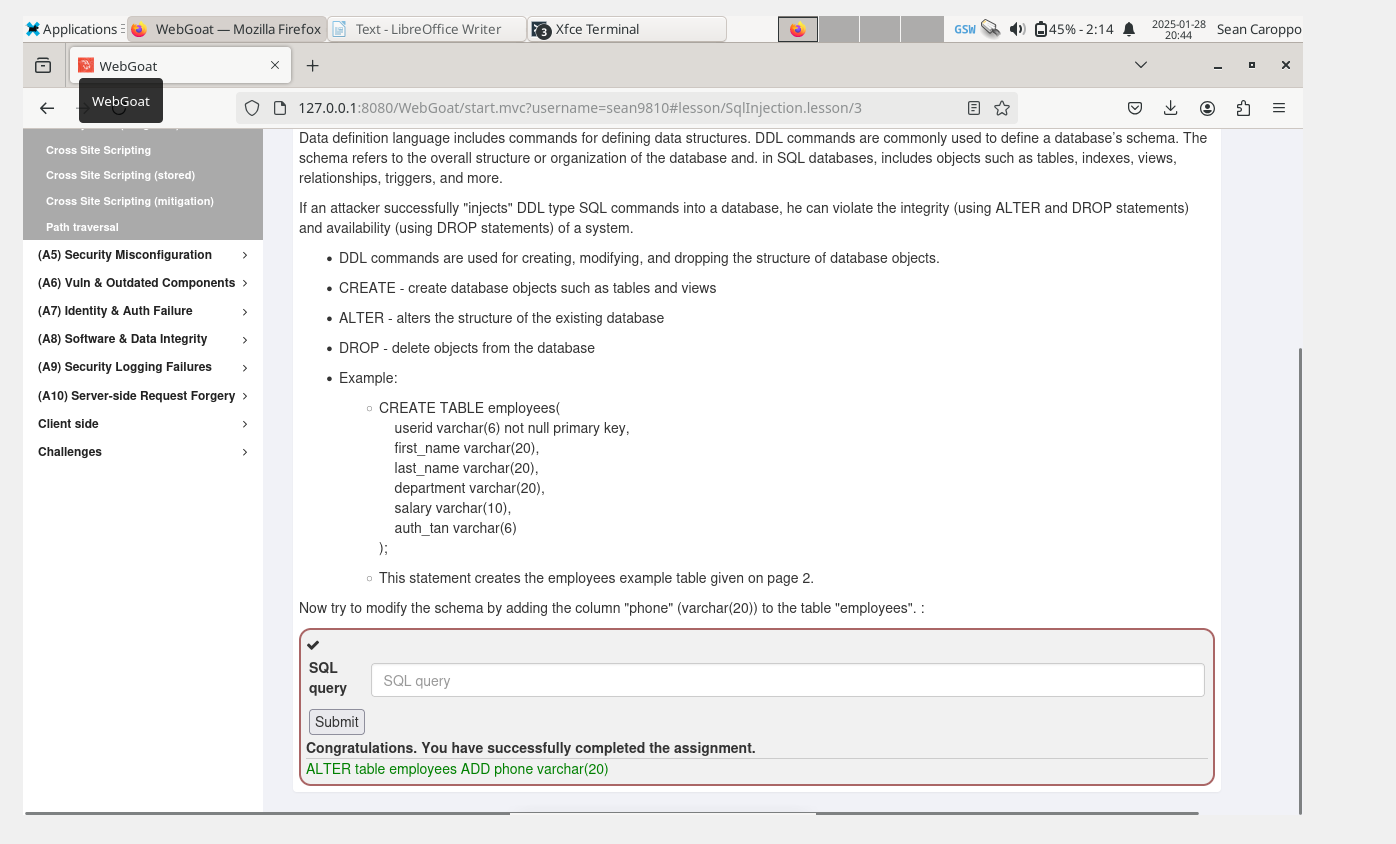 Applications
WebGoat — Mozilla Firefox
Text - LibreOffice Writer
3
Xfce Terminal
GSW
45% - 2:14
2025-01-28
20:44
Sean Caroppo
WebGoat
WebGoat
127.0.0.1:8080/WebGoat/start.mvc?username=sean9810#lesson/SqlInjection.lesson/3
Cross Site Scripting
Cross Site Scripting (stored)
Cross Site Scripting (mitigation)
Path traversal
(A5) Security Misconfiguration
(A6) Vuln & Outdated Components
(A7) Identity & Auth Failure
(A8) Software & Data Integrity
(A9) Security Logging Failures
(A10) Server-side Request Forgery
Client side
Challenges
Data definition language includes commands for defining data structures. DDL commands are commonly used to define a database's schema. The
schema refers to the overall structure or organization of the database and. in SQL databases, includes objects such as tables, indexes, views,
relationships, triggers, and more.
If an attacker successfully "injects" DDL type SQL commands into a database, he can violate the integrity (using ALTER and DROP statements)
and availability (using DROP statements) of a system.
• DDL commands are used for creating, modifying, and dropping the structure of database objects.
• CREATE - create database objects such as tables and views
• ALTER - alters the structure of the existing database
• DROP - delete objects from the database
• Example:
◦ CREATE TABLE employees(
userid varchar(6) not null primary key,
first_name varchar(20),
last_name varchar(20),
department varchar(20),
salary varchar(10),
auth_tan varchar(6)
);
◦ This statement creates the employees example table given on page 2.
Now try to modify the schema by adding the column "phone" (varchar(20)) to the table "employees". :
✔
SQL
query
SQL query
Submit
Congratulations. You have successfully completed the assignment.
ALTER table employees ADD phone varchar(20)